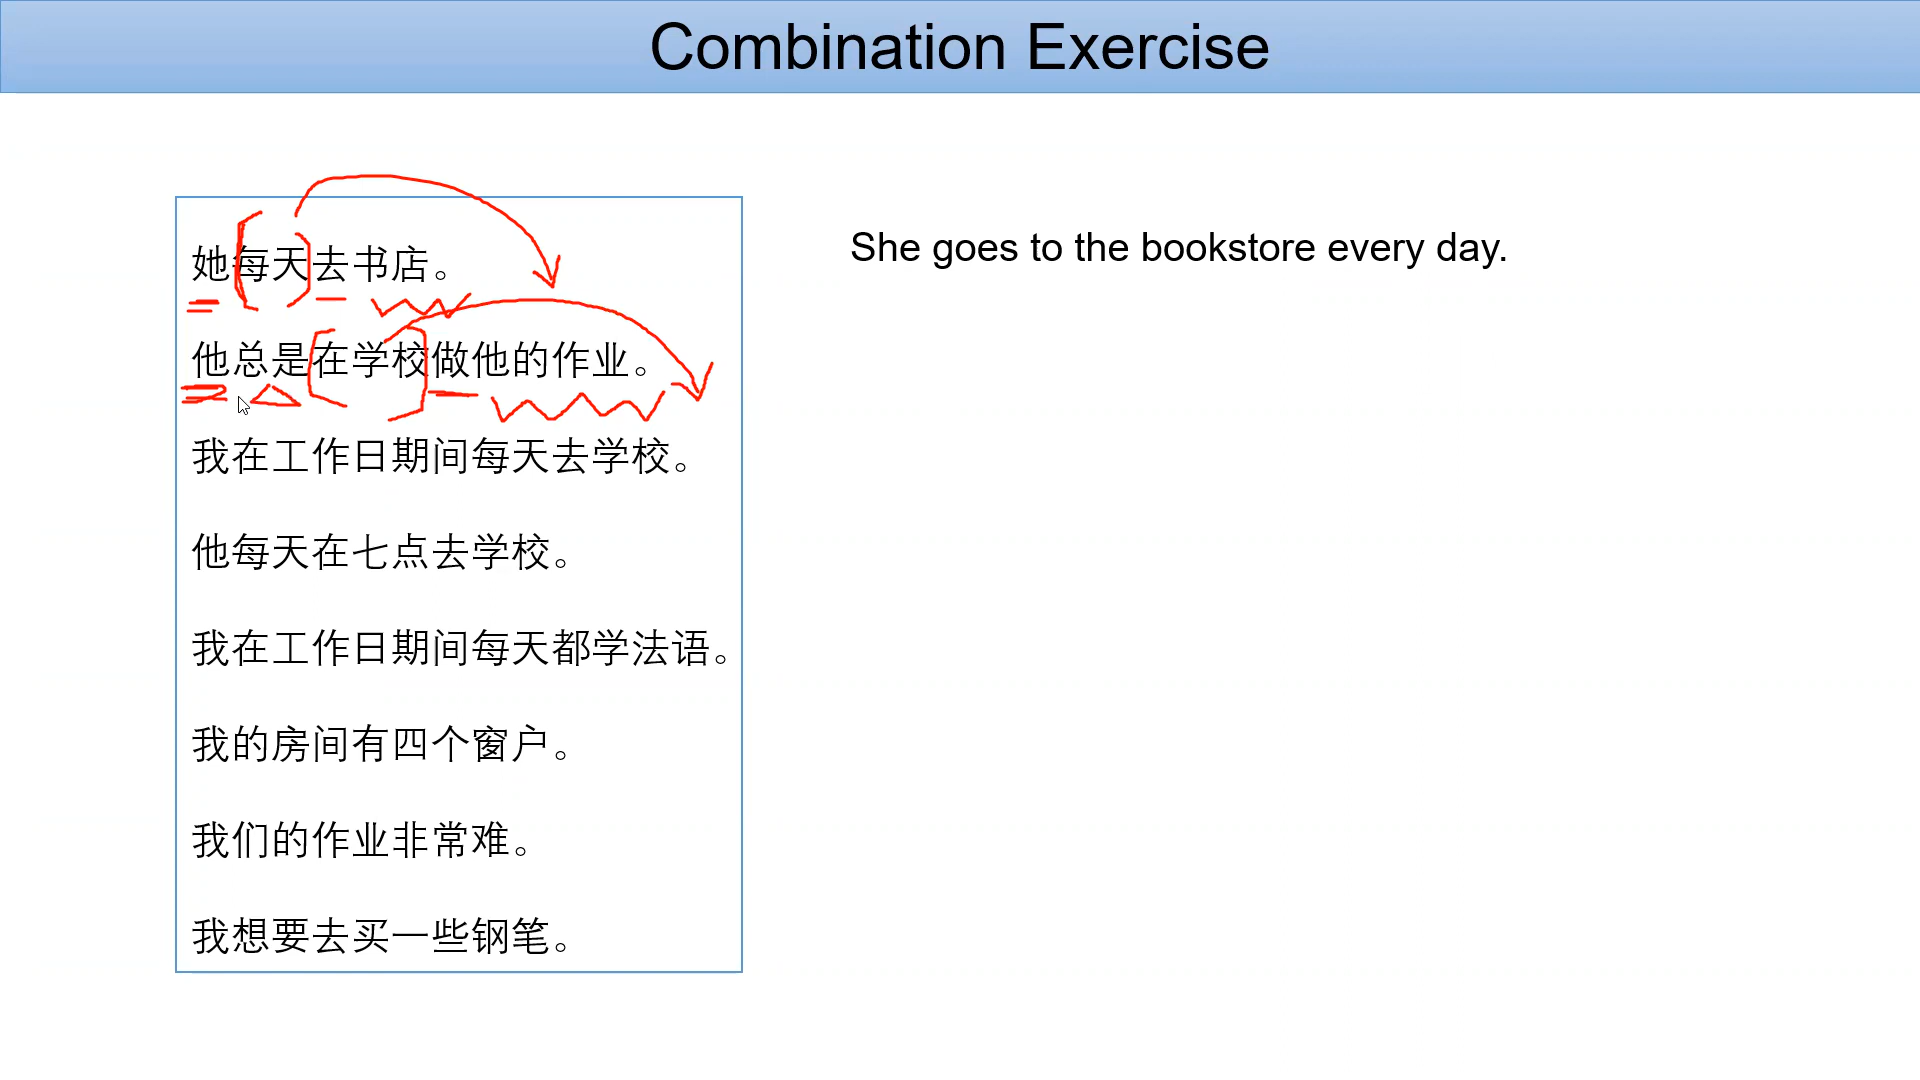 Combination Exercise
她每天去书店。
She goes to the bookstore every day.
他总是在学校做他的作业。
我在工作日期间每天去学校。
他每天在七点去学校。
我在工作日期间每天都学法语。
我的房间有四个窗户。
我们的作业非常难。
我想要去买一些钢笔。